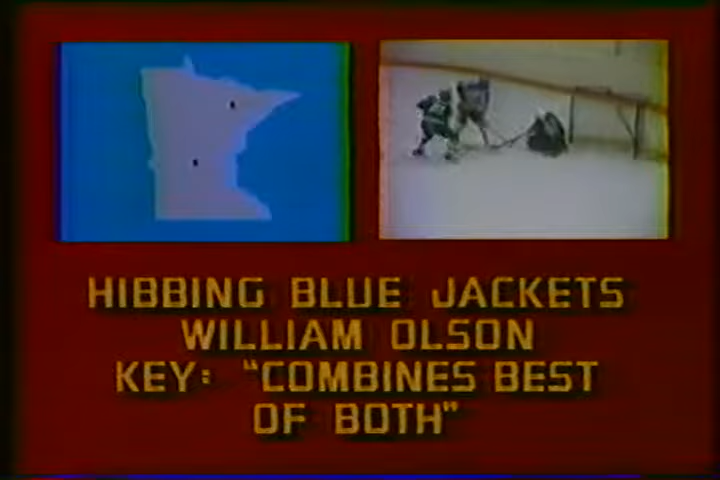 HIBBING BLUE JACKETS
WILLIAM OLSON
KEY: "COMBINES BEST
OF BOTH"